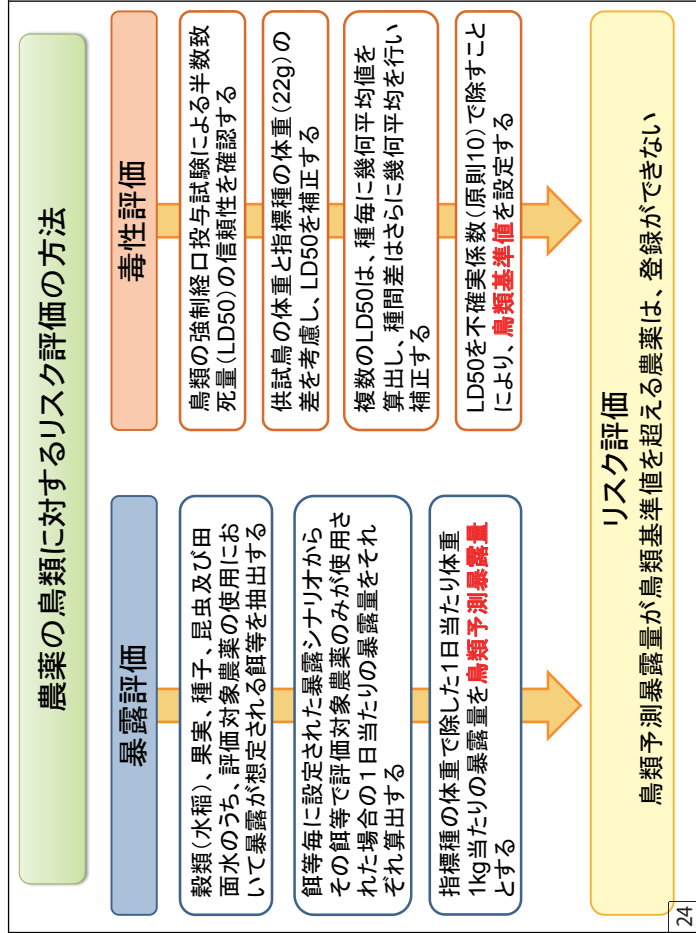 農薬の鳥類に対するリスク評価の方法
暴露評価
穀類(水稲)、果実、種子、昆虫及び田
面水のうち、評価対象農薬の使用にお
いて暴露が想定される餌等を抽出する
餌等毎に設定された暴露シナリオから
その餌等で評価対象農薬のみが使用さ
れた場合の1日当たりの暴露量をそれ
ぞれ算出する
指標種の体重で除した1日当たり体重
1kg当たりの暴露量を鳥類予測暴露量
とする
毒性評価
鳥類の強制経口投与試験による半数致
死量(LD50)の信頼性を確認する
供試鳥の体重と指標種の体重(22g)の
差を考慮し、LD50を補正する
複数のLD50は、種毎に幾何平均値を
算出し、種間差はさらに幾何平均を行い
補正する
LD50を不確実係数(原則10)で除すこと
により、鳥類基準値を設定する
リスク評価
鳥類予測暴露量が鳥類基準値を超える農薬は、登録ができない
24